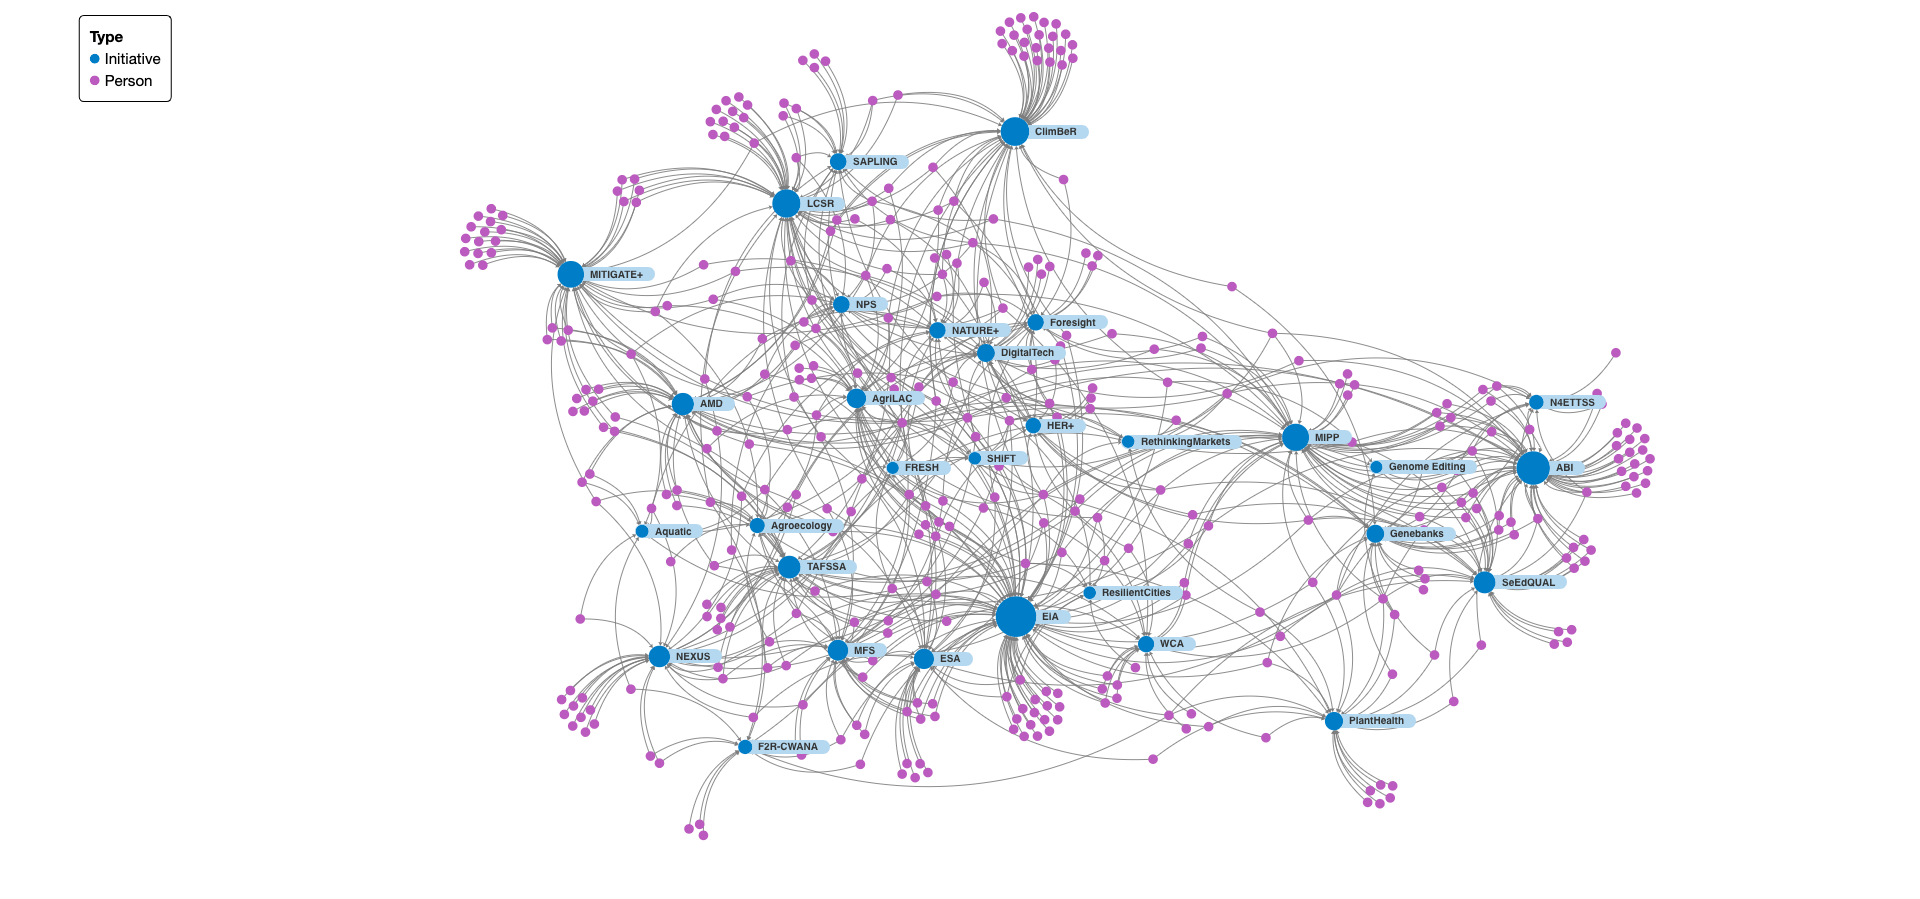 Type
Initiative
Person
ClimBeR
SAPLING
LCSR
MITIGATE+
NPS
Foresight
NATURE+
DigitalTech
AgriLAC
AMD
N4ETTSS
HER+
MIPP
RethinkingMarkets
SHiFT
FRESH
Genome Editing
ABI
Agroecology
Aquatic
Genebanks
TAFSSA
SeEdQUAL
ResilientCities
EiA
WCA
MFS
NEXUS
ESA
PlantHealth
F2R-CWANA